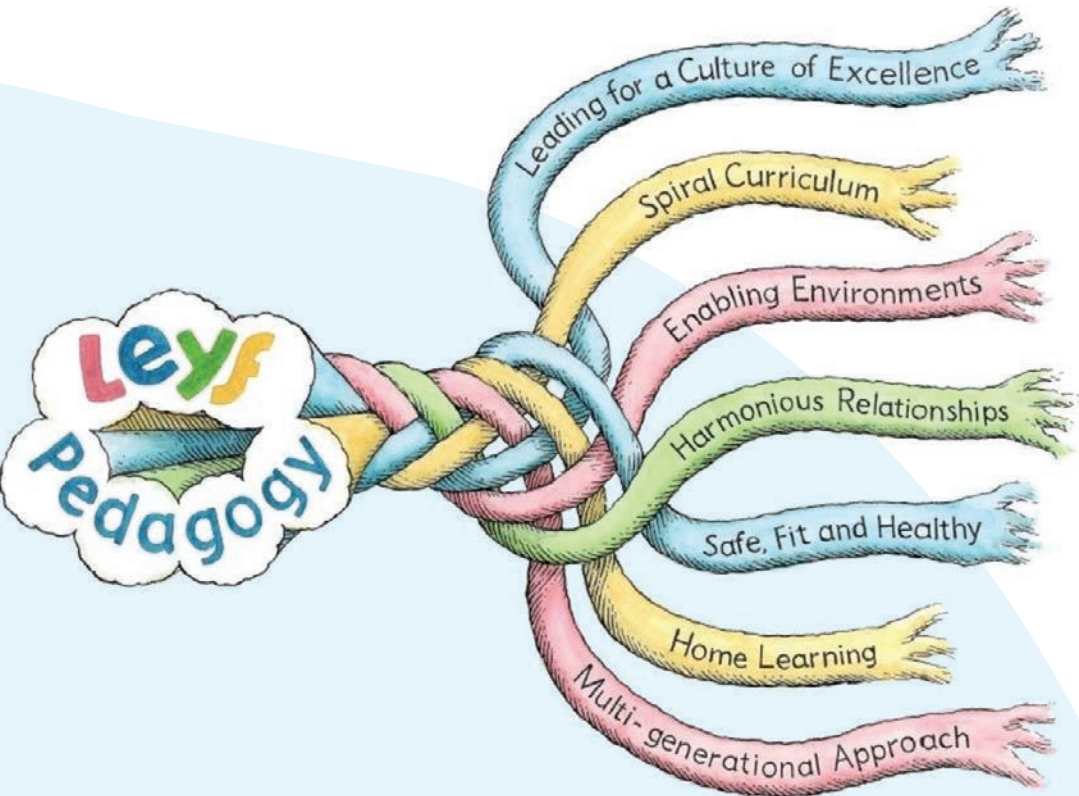 Leyf
Pedagogy
Leading for a Culture of Excellence
Spiral Curriculum
Enabling Environments
Harmonious Relationships
Safe, Fit and Healthy
Home Learning
Multi-generational Approach